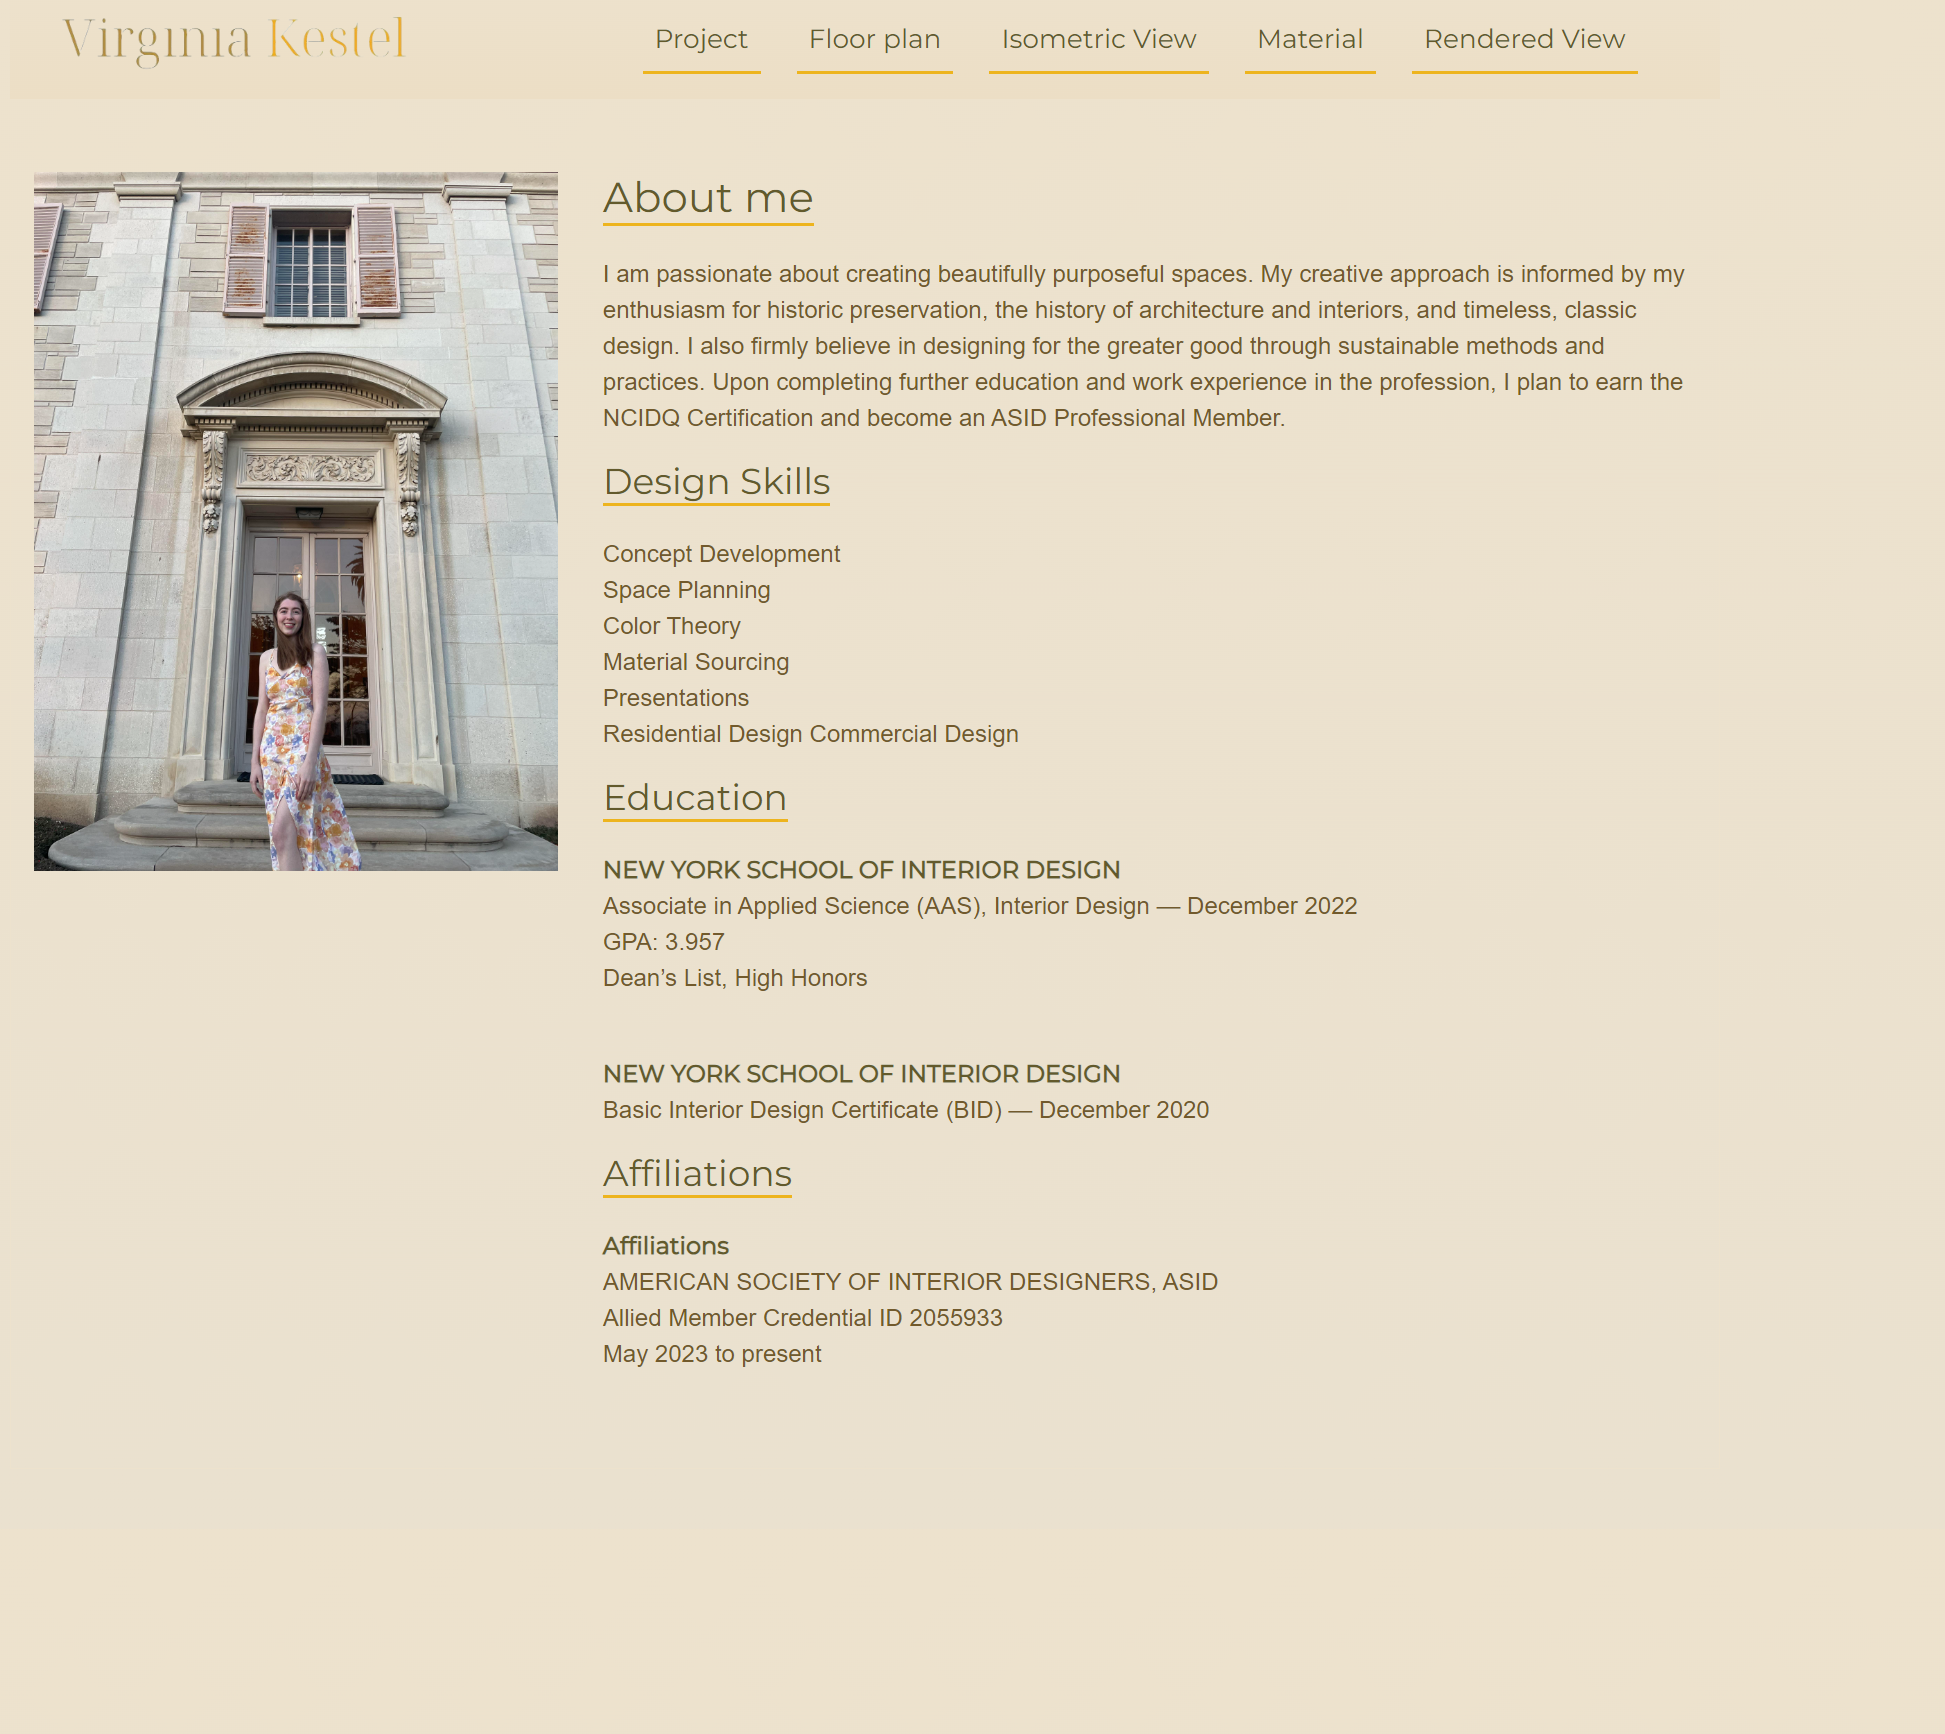 Virginia Kestel
Project Floor plan Isometric View Material Rendered View
About me
I am passionate about creating beautifully purposeful spaces. My creative approach is informed by my
enthusiasm for historic preservation, the history of architecture and interiors, and timeless, classic
design. I also firmly believe in designing for the greater good through sustainable methods and
practices. Upon completing further education and work experience in the profession, I plan to earn the
NCIDQ Certification and become an ASID Professional Member.
Design Skills
Concept Development
Space Planning
Color Theory
Material Sourcing
Presentations
Residential Design Commercial Design
Education
NEW YORK SCHOOL OF INTERIOR DESIGN
Associate in Applied Science (AAS), Interior Design — December 2022
GPA: 3.957
Dean’s List, High Honors
NEW YORK SCHOOL OF INTERIOR DESIGN
Basic Interior Design Certificate (BID) — December 2020
Affiliations
Affiliations
AMERICAN SOCIETY OF INTERIOR DESIGNERS, ASID
Allied Member Credential ID 2055933
May 2023 to present